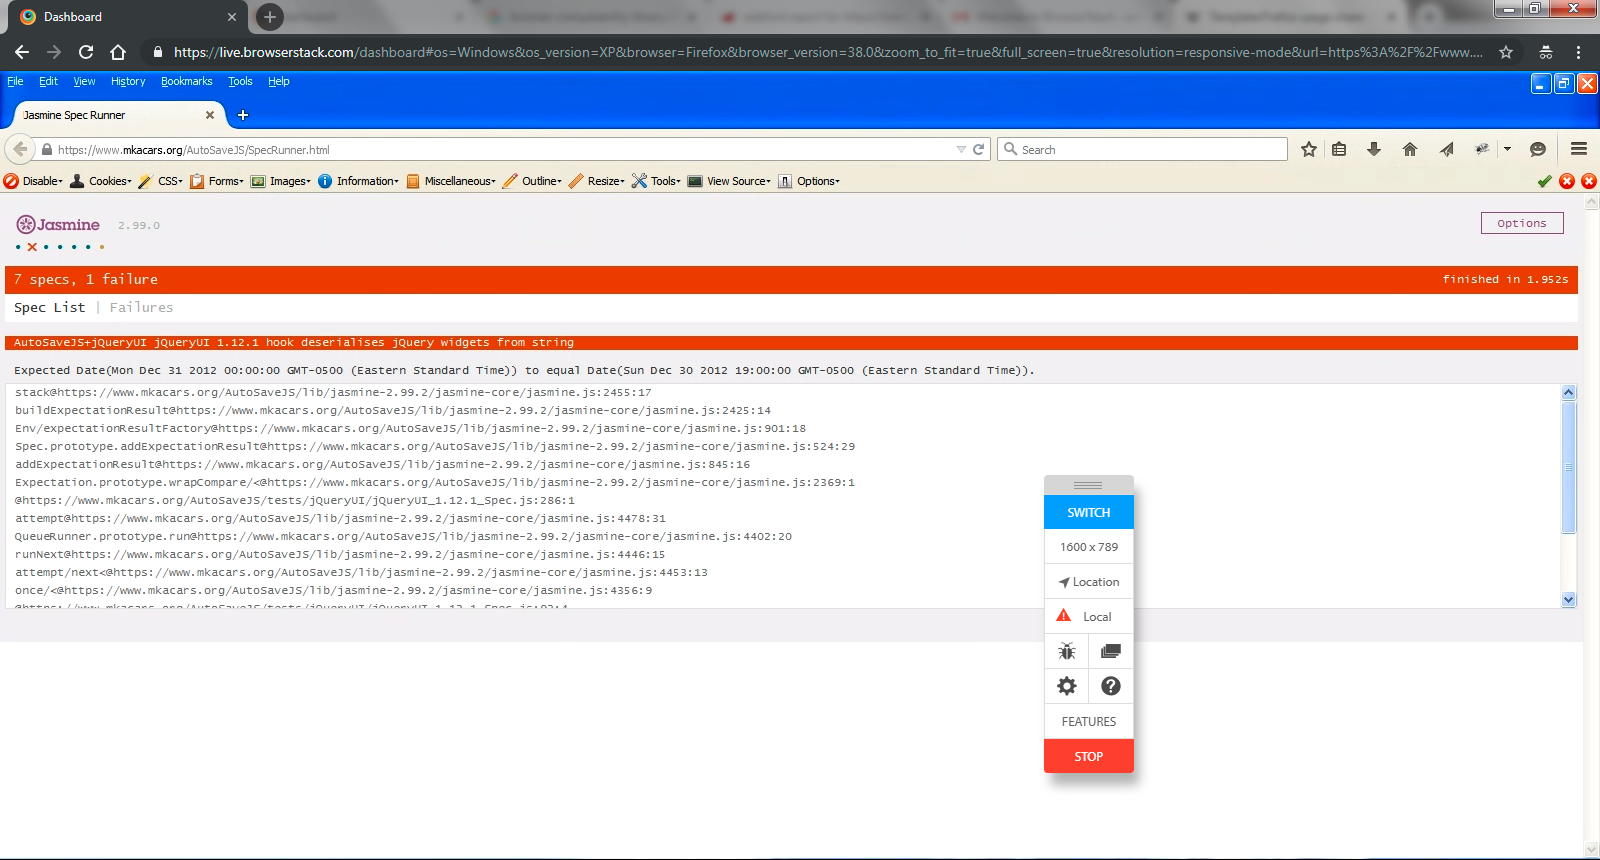 Dashboard
https://live.browserstack.com/dashboard#os=Windows&os_version=XP&browser=Firefox&browser_version=38.0&zoom_to_fit=true&full_screen=true&resolution=responsive-mode&url=https%3A%2F%2Fwww....
File Edit View History Bookmarks Tools Help
Jasmine Spec Runner
https://www.mkacars.org/AutoSaveJS/SpecRunner.html
Search
Disable Cookies CSS Forms Images Information Miscellaneous Outline Resize Tools View Source Options
Jasmine 2.99.0
Options
7 specs, 1 failure
finished in 1.952s
Spec List | Failures
AutoSaveJS+jQueryUI jQueryUI 1.12.1 hook deserialises jQuery widgets from string
Expected Date(Mon Dec 31 2012 00:00:00 GMT-0500 (Eastern Standard Time)) to equal Date(Sun Dec 30 2012 19:00:00 GMT-0500 (Eastern Standard Time)).
stack@https://www.mkacars.org/AutoSaveJS/lib/jasmine-2.99.2/jasmine-core/jasmine.js:2455:17
buildExpectationResult@https://www.mkacars.org/AutoSaveJS/lib/jasmine-2.99.2/jasmine-core/jasmine.js:2425:14
Env/expectationResultFactory@https://www.mkacars.org/AutoSaveJS/lib/jasmine-2.99.2/jasmine-core/jasmine.js:901:18
Spec.prototype.addExpectationResult@https://www.mkacars.org/AutoSaveJS/lib/jasmine-2.99.2/jasmine-core/jasmine.js:524:29
addExpectationResult@https://www.mkacars.org/AutoSaveJS/lib/jasmine-2.99.2/jasmine-core/jasmine.js:845:16
Expectation.prototype.wrapCompare/<@https://www.mkacars.org/AutoSaveJS/lib/jasmine-2.99.2/jasmine-core/jasmine.js:2369:1
@https://www.mkacars.org/AutoSaveJS/tests/jQueryUI/jQueryUI_1.12.1_Spec.js:286:1
attempt@https://www.mkacars.org/AutoSaveJS/lib/jasmine-2.99.2/jasmine-core/jasmine.js:4478:31
QueueRunner.prototype.run@https://www.mkacars.org/AutoSaveJS/lib/jasmine-2.99.2/jasmine-core/jasmine.js:4402:20
runNext@https://www.mkacars.org/AutoSaveJS/lib/jasmine-2.99.2/jasmine-core/jasmine.js:4446:15
attempt/next<@https://www.mkacars.org/AutoSaveJS/lib/jasmine-2.99.2/jasmine-core/jasmine.js:4453:13
once/<@https://www.mkacars.org/AutoSaveJS/lib/jasmine-2.99.2/jasmine-core/jasmine.js:4356:9
@https://www.mkacars.org/AutoSaveJS/tests/jQueryUI/jQueryUI_1.12.1_Spec.js:92:4
SWITCH
1600 x 789
Location
Local
FEATURES
STOP